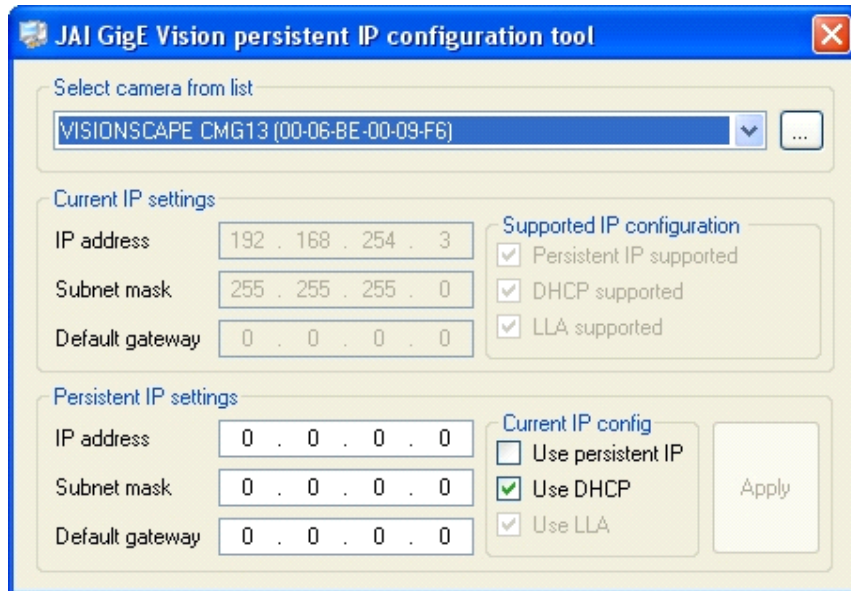 JAI GigE Vision persistent IP configuration tool
Select camera from list
VISIONSCAPE CMG13 (00-06-BE-00-09-F6)
...
Current IP settings
IP address 192 . 168 . 254 . 3
Subnet mask 255 . 255 . 255 . 0
Default gateway 0 . 0 . 0 . 0
Supported IP configuration
Persistent IP supported
DHCP supported
LLA supported
Persistent IP settings
IP address 0 . 0 . 0 . 0
Subnet mask 0 . 0 . 0 . 0
Default gateway 0 . 0 . 0 . 0
Current IP config
Use persistent IP
Use DHCP
Use LLA
Apply